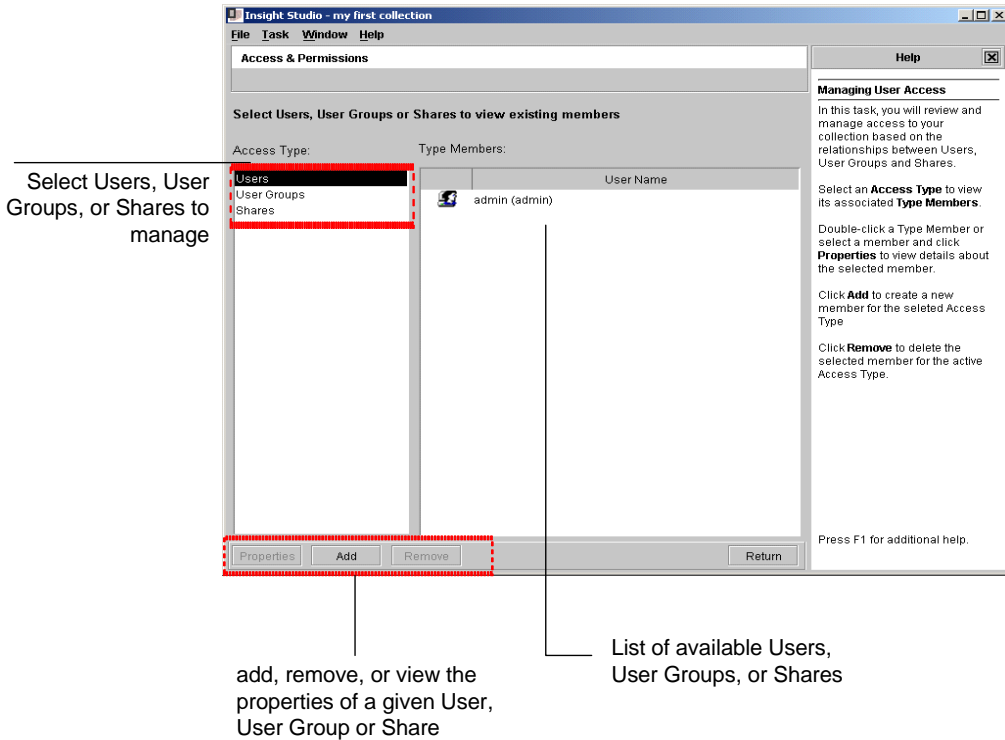 Insight Studio - my first collection
File Task Window Help
Access & Permissions
Select Users, User Groups or Shares to view existing members
Access Type:
Users
User Groups
Shares
Type Members:
User Name
admin (admin)
Properties Add Remove Return
Help
Managing User Access
In this task, you will review and
manage access to your
collection based on the
relationships between Users,
User Groups and Shares.
Select an Access Type to view
its associated Type Members.
Double-click a Type Member or
select a member and click
Properties to view details about
the selected member.
Click Add to create a new
member for the seleted Access
Type
Click Remove to delete the
selected member for the active
Access Type.
Press F1 for additional help.
Select Users, User
Groups, or Shares to
manage
add, remove, or view the
properties of a given User,
User Group or Share
List of available Users,
User Groups, or Shares